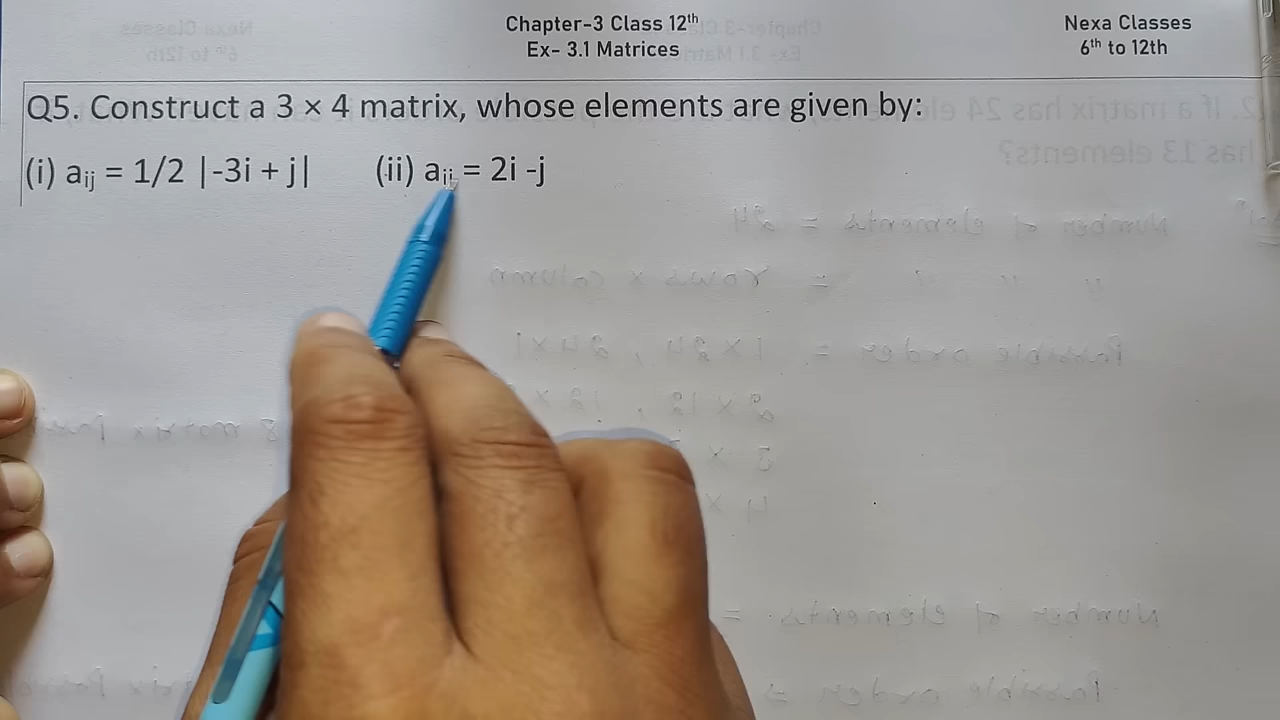 Chapter-3 Class 12th
Ex- 3.1 Matrices
Nexa Classes
6th to 12th
Q5. Construct a 3 × 4 matrix, whose elements are given by:
(i) aij = 1/2 |-3i + j| (ii) aij = 2i -j